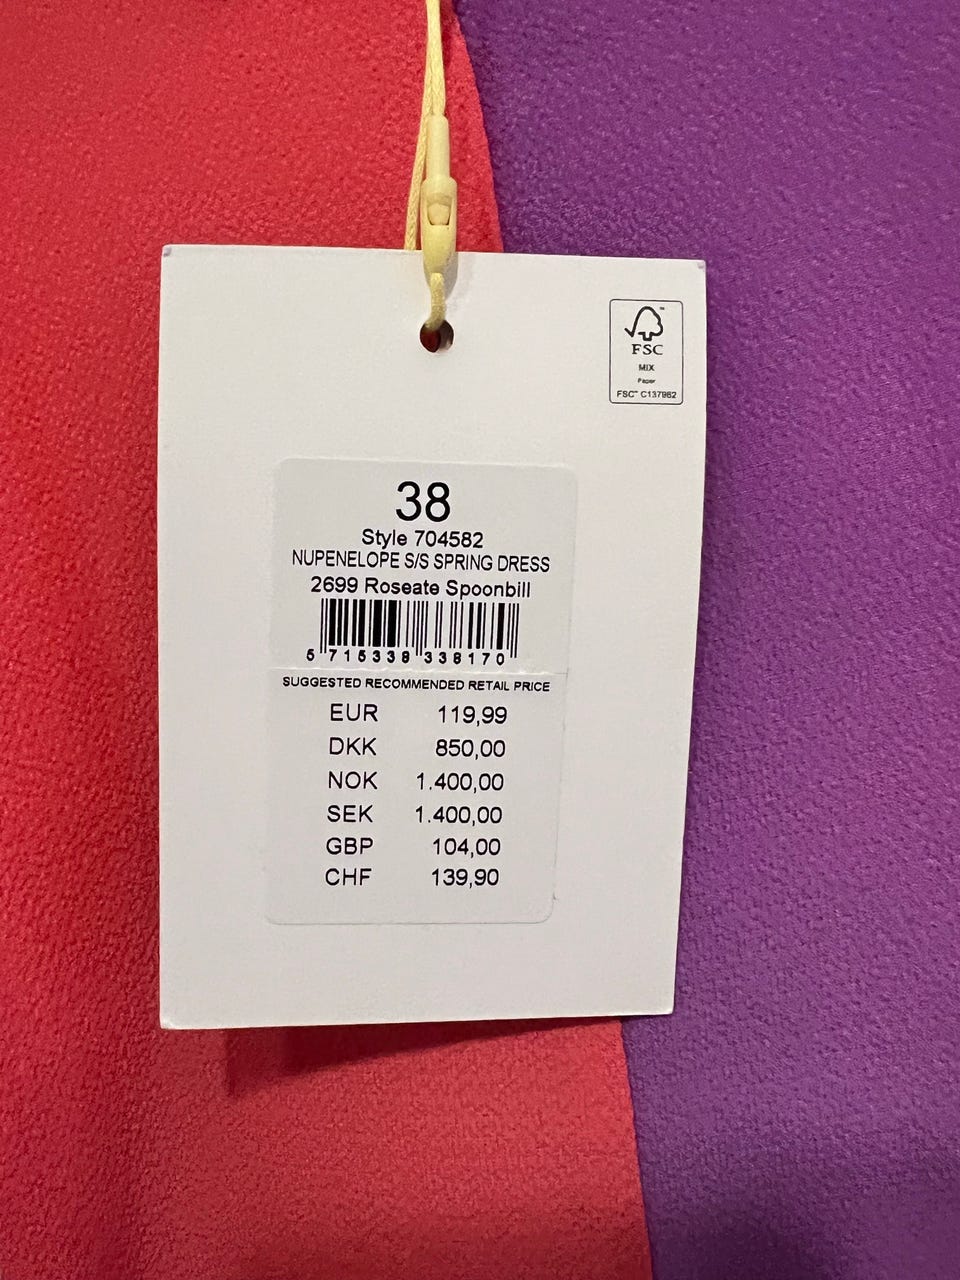 FSC
MIX
Paper
FSC™ C137962
38
Style 704582
NUPENELOPE S/S SPRING DRESS
2699 Roseate Spoonbill
5 715338 338170
SUGGESTED RECOMMENDED RETAIL PRICE
EUR 119,99
DKK 850,00
NOK 1.400,00
SEK 1.400,00
GBP 104,00
CHF 139,90